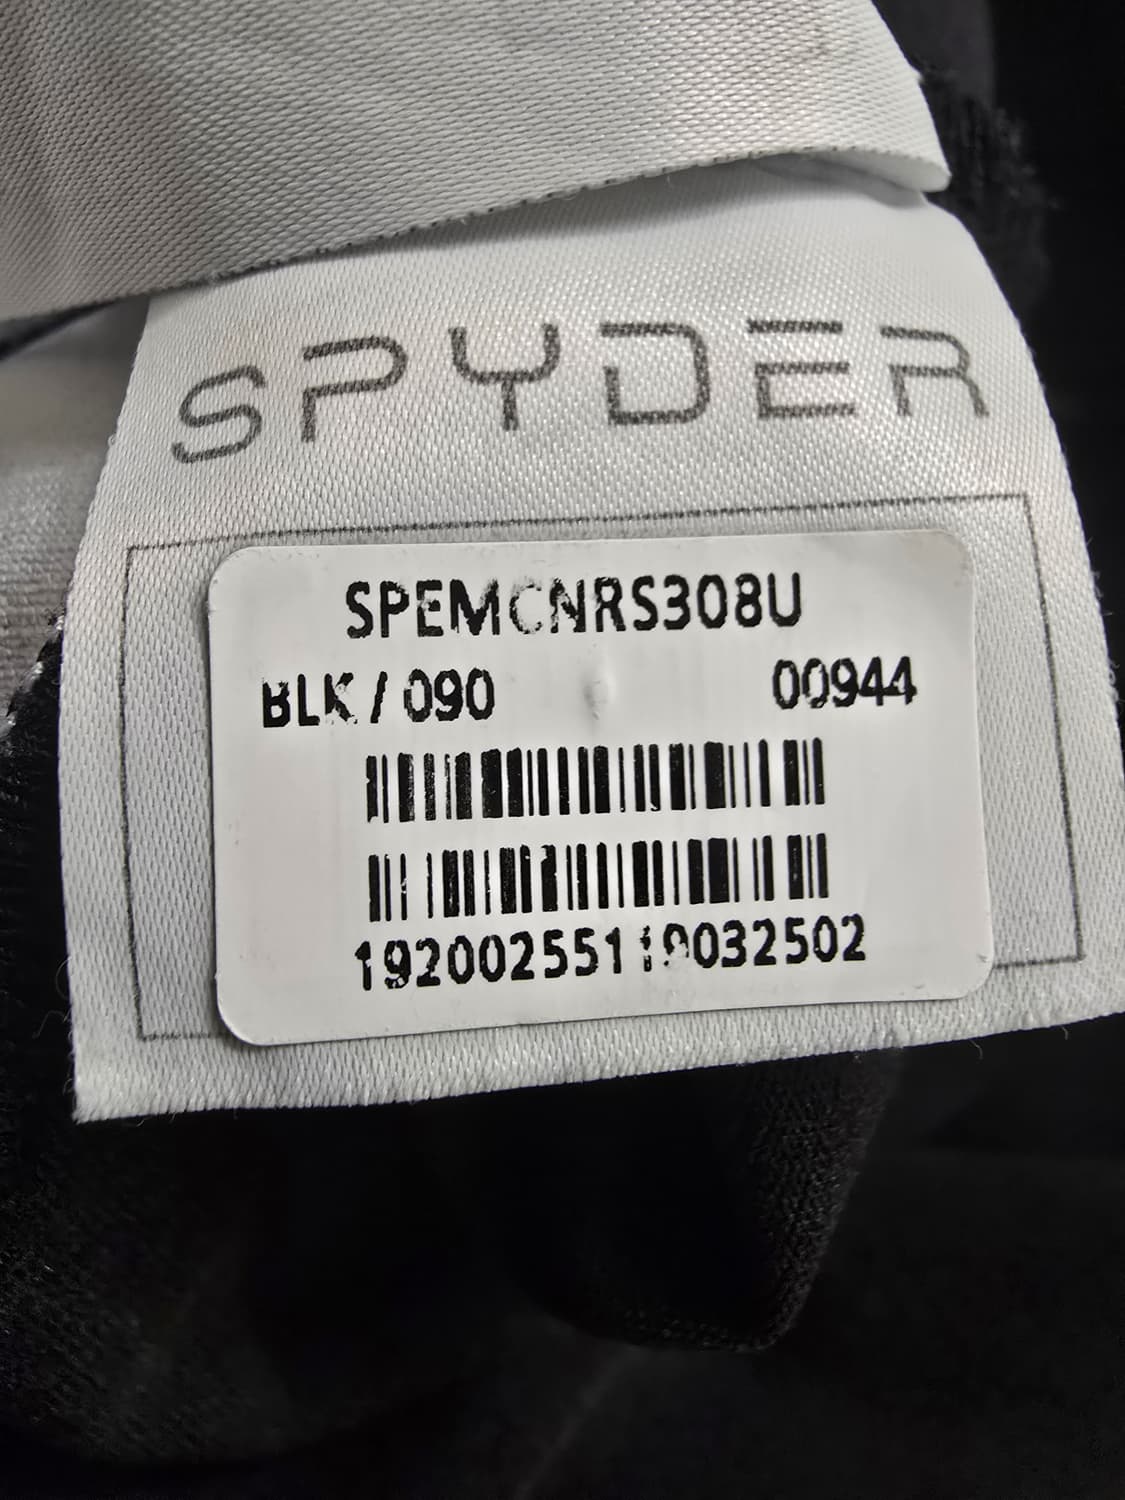 SPYDER
SPEMCNRS308U
BLK / 090 00944